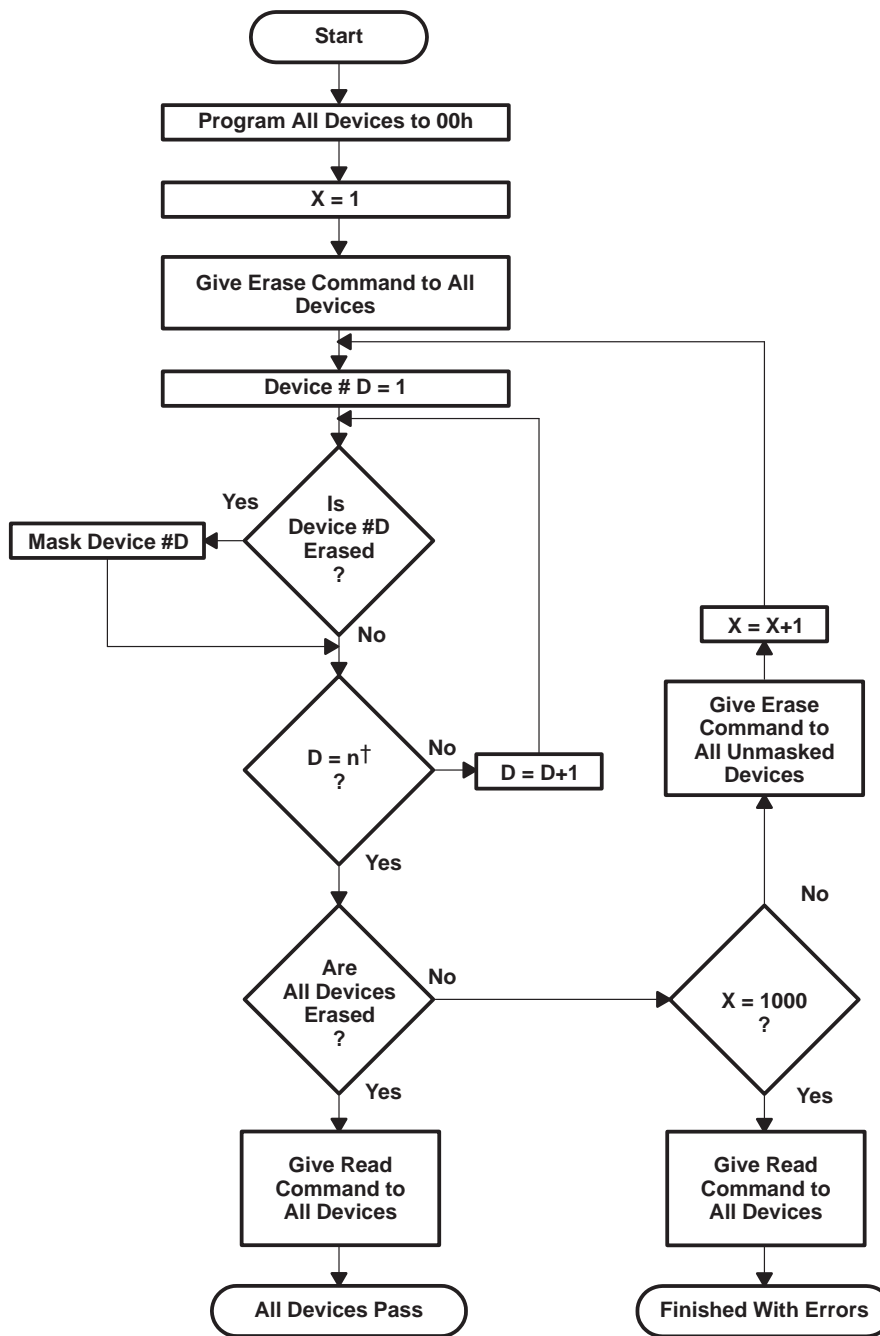 Start
Program All Devices to 00h
X = 1
Give Erase Command to All
Devices
Device # D = 1
Yes
Is
Device #D
Erased
?
Mask Device #D
No
X = X+1
D = n†
?
No
D = D+1
Give Erase
Command to
All Unmasked
Devices
Yes
No
Are
All Devices
Erased
?
No
X = 1000
?
Yes
Yes
Give Read
Command to
All Devices
Give Read
Command to
All Devices
All Devices Pass
Finished With Errors